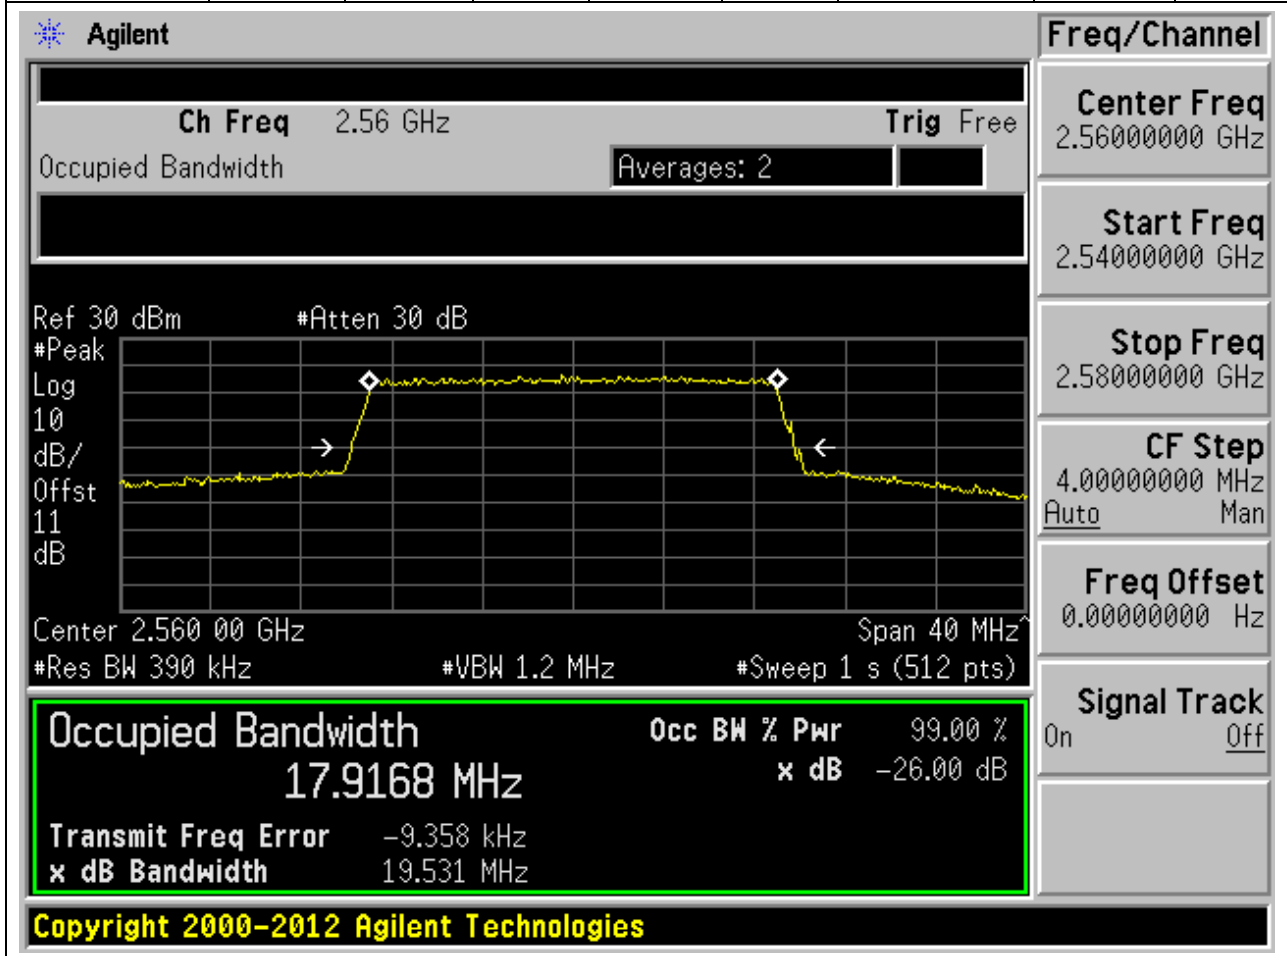 Agilent
Freq/Channel
Ch Freq 2.56 GHz Trig Free
Occupied Bandwidth Averages: 2
Center Freq
2.56000000 GHz
Start Freq
2.54000000 GHz
Stop Freq
2.58000000 GHz
CF Step
4.00000000 MHz
Auto Man
Freq Offset
0.00000000 Hz
Signal Track
On Off
Ref 30 dBm #Atten 30 dB
#Peak
Log
10
dB/
Offst
11
dB
Center 2.560 00 GHz Span 40 MHz^
#Res BW 390 kHz #VBW 1.2 MHz #Sweep 1 s (512 pts)
Occupied Bandwidth
17.9168 MHz
Occ BW % Pwr 99.00 %
x dB -26.00 dB
Transmit Freq Error -9.358 kHz
x dB Bandwidth 19.531 MHz
Copyright 2000-2012 Agilent Technologies